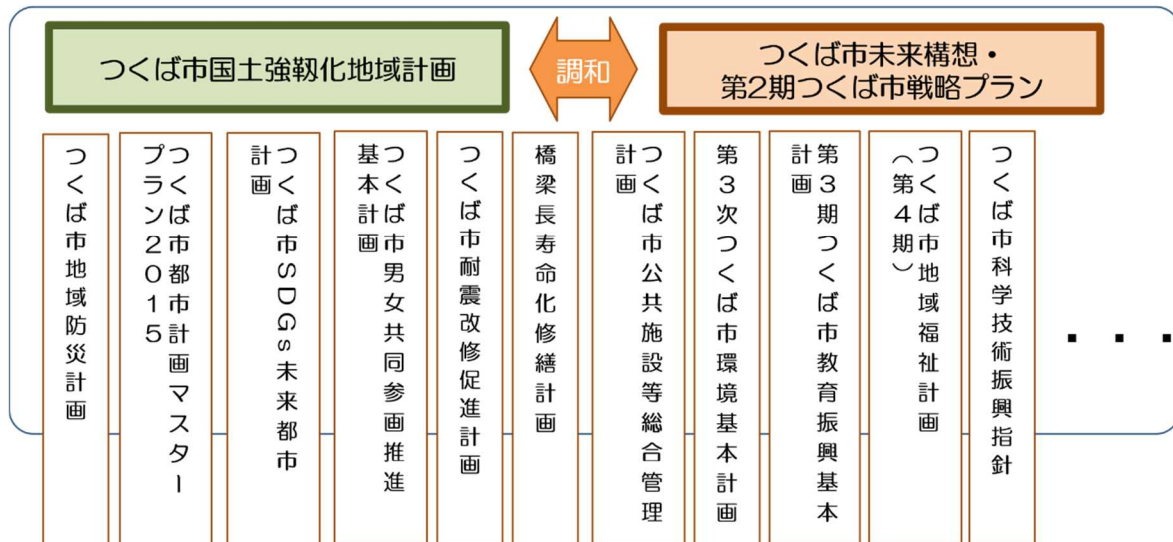 つくば市国土強靱化地域計画
調和
つくば市未来構想・
第2期つくば市戦略プラン
つくば市地域防災計画
つくば市都市計画マスター
プラン2015
つくば市SDGs未来都市
計画
つくば市男女共同参画推進
基本計画
つくば市耐震改修促進計画
橋梁長寿命化修繕計画
つくば市公共施設等総合管理
計画
第3次つくば市環境基本計画
第3期つくば市教育振興基本
計画
つくば市地域福祉計画
（第4期）
つくば市科学技術振興指針
・・・